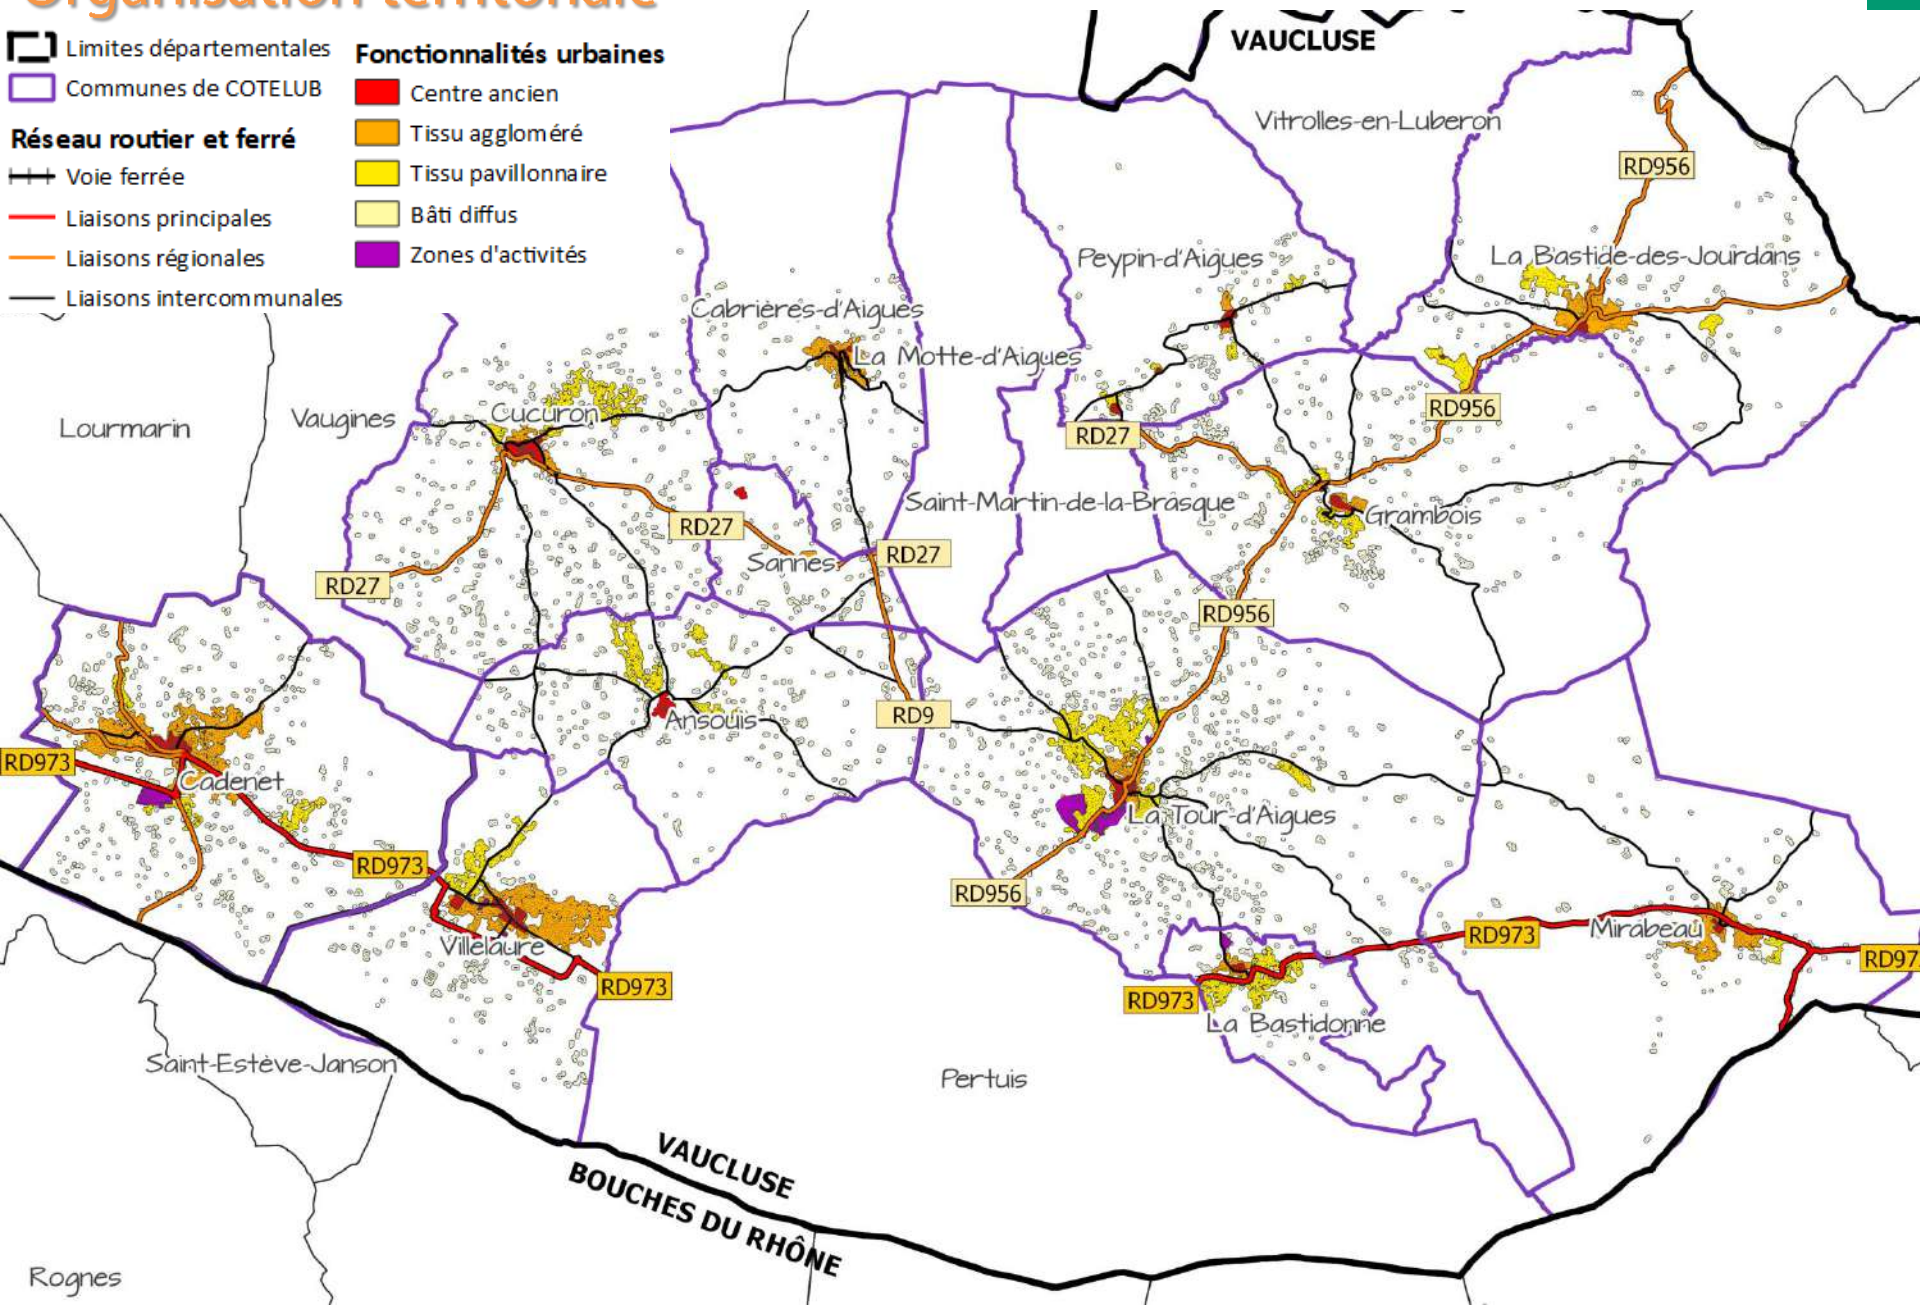 Organisation territoriale
Limites départementales
Communes de COTELUB
Réseau routier et ferré
Voie ferrée
Liaisons principales
Liaisons régionales
Liaisons intercommunales
Fonctionnalités urbaines
Centre ancien
Tissu aggloméré
Tissu pavillonnaire
Bâti diffus
Zones d'activités
VAUCLUSE
Vitrolles-en-Luberon
RD956
Peypin-d'Aigues
La Bastide-des-Jourdans
Cabrières-d'Aigues
La Motte-d'Aigues
Lourmarin
Vaugines
Cucuron
RD27
RD956
Saint-Martin-de-la-Brasque
Grambois
RD27
RD27
Sannes
RD27
RD956
Ansouis
RD9
RD973
Cadenet
La Tour-d'Aigues
RD973
RD956
Villelaure
RD973
Mirabeau
RD973
RD97
RD973
La Bastidonne
Saint-Estève-Janson
Pertuis
VAUCLUSE
BOUCHES DU RHÔNE
Rognes